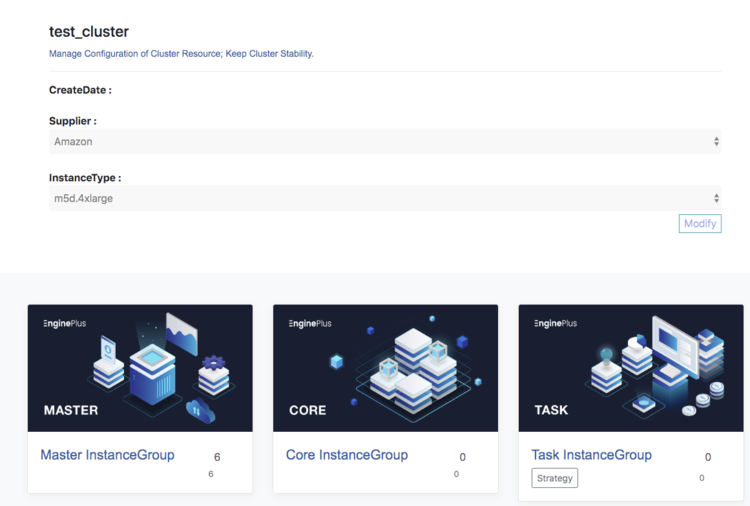 test_cluster
Manage Configuration of Cluster Resource; Keep Cluster Stability.
CreateDate :
Supplier :
Amazon
InstanceType :
m5d.4xlarge
Modify
EnginePlus
MASTER
Master InstanceGroup 6
6
EnginePlus
CORE
Core InstanceGroup 0
0
EnginePlus
TASK
Task InstanceGroup 0
Strategy 0